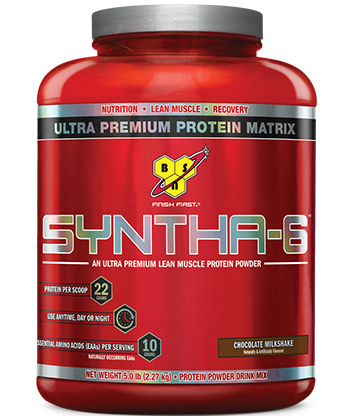 NUTRITION • LEAN MUSCLE • RECOVERY
ULTRA PREMIUM PROTEIN MATRIX
B S N
FINISH FIRST.
SYNTHA-6™
AN ULTRA PREMIUM LEAN MUSCLE PROTEIN POWDER
PROTEIN PER SCOOP 22 GRAMS
USE ANYTIME, DAY OR NIGHT
ESSENTIAL AMINO ACIDS (EAAs) PER SERVING 10 GRAMS
NATURALLY OCCURRING EAAs
CHOCOLATE MILKSHAKE
Naturally & Artificially Flavored
NET WEIGHT 5.0 lb (2.27 kg) • PROTEIN POWDER DRINK MIX